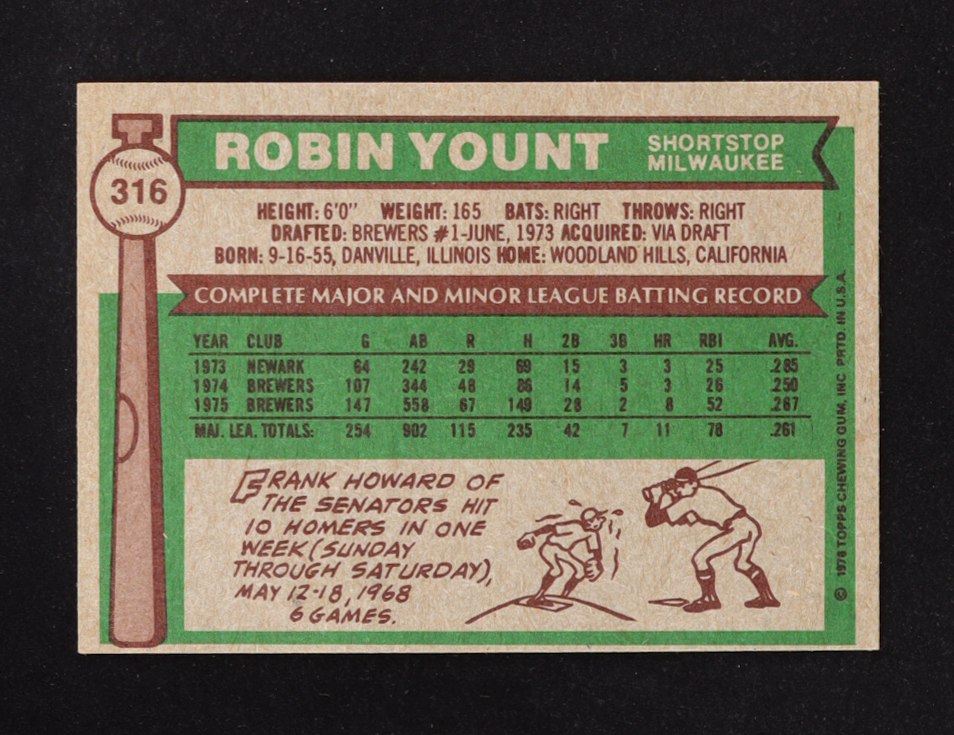 316
ROBIN YOUNT
SHORTSTOP
MILWAUKEE
HEIGHT: 6'0" WEIGHT: 165 BATS: RIGHT THROWS: RIGHT
DRAFTED: BREWERS #1-JUNE, 1973 ACQUIRED: VIA DRAFT
BORN: 9-16-55, DANVILLE, ILLINOIS HOME: WOODLAND HILLS, CALIFORNIA
COMPLETE MAJOR AND MINOR LEAGUE BATTING RECORD
YEAR CLUB G AB R H 2B 3B HR RBI AVG.
1973 NEWARK 64 242 29 69 15 3 3 25 .285
1974 BREWERS 107 344 48 86 14 5 3 26 .250
1975 BREWERS 147 558 67 149 28 2 8 52 .267
MAJ. LEA. TOTALS: 254 902 115 235 42 7 11 78 .261
FRANK HOWARD OF
THE SENATORS HIT
10 HOMERS IN ONE
WEEK (SUNDAY
THROUGH SATURDAY),
MAY 12-18, 1968
6 GAMES.
© 1976 TOPPS CHEWING GUM, INC PRTD. IN U.S.A.